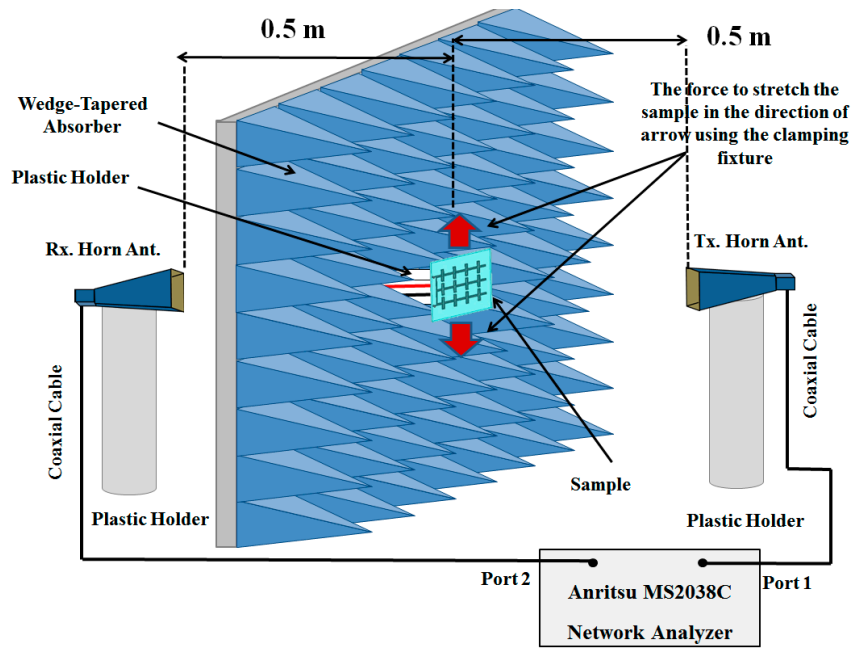 0.5 m
0.5 m
Wedge-Tapered
Absorber
The force to stretch the
sample in the direction of
arrow using the clamping
fixture
Plastic Holder
Rx. Horn Ant.
Tx. Horn Ant.
Coaxial Cable
Coaxial Cable
Sample
Plastic Holder
Plastic Holder
Port 2
Port 1
Anritsu MS2038C
Network Analyzer